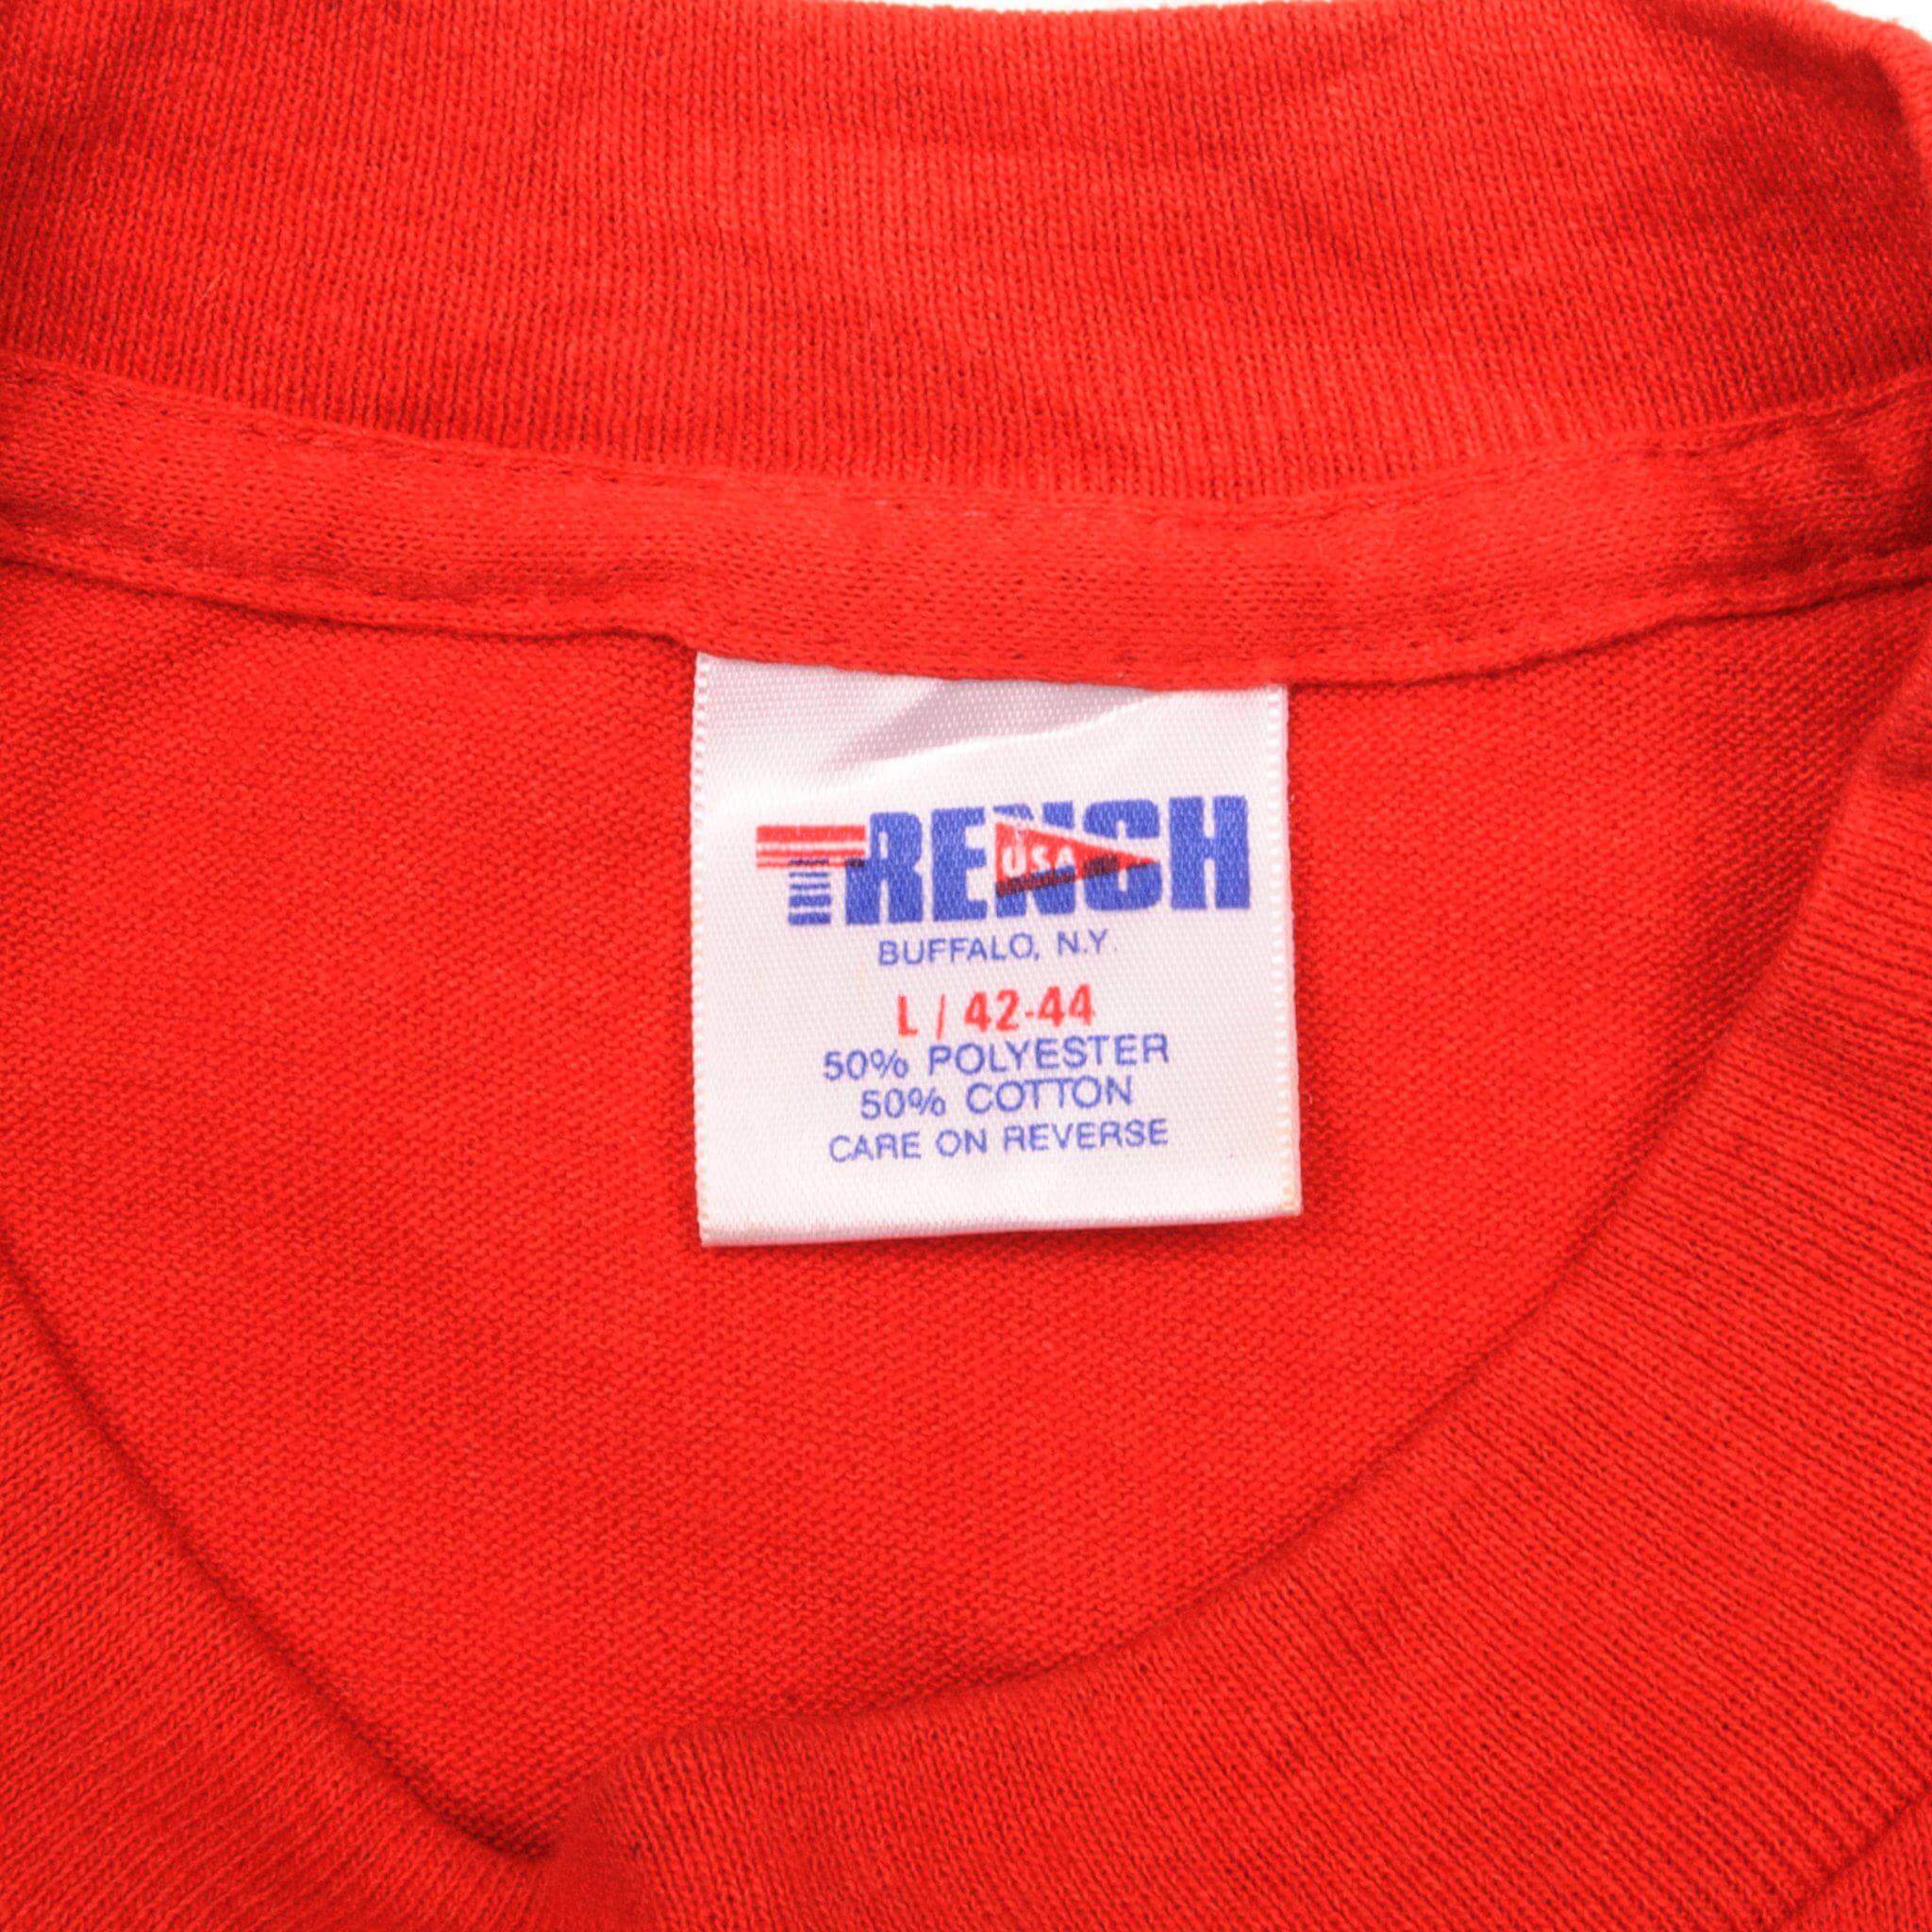 TRENCH
USA
BUFFALO, N.Y.
L / 42-44
50% POLYESTER
50% COTTON
CARE ON REVERSE